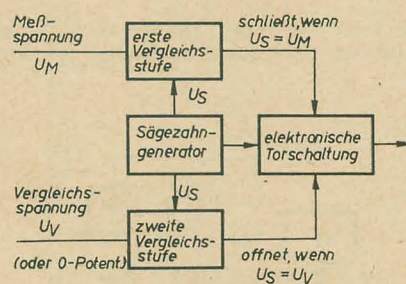 Meß-
spannung
U_M
erste
Vergleichs-
stufe
schließt, wenn
U_S = U_M
U_S
Sägezahn-
generator
elektronische
Torschaltung
U_S
Vergleichs-
spannung
U_V
(oder 0-Potent.)
zweite
Vergleichs-
stufe
offnet, wenn
U_S = U_V